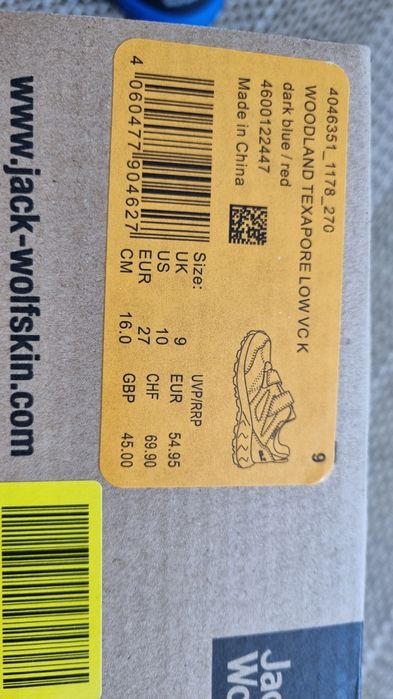 4046351_1178_270
WOODLAND TEXAPORE LOW VC K
dark blue / red
4600122447
Made in China
9
Size: UVP/RRP
UK 9 EUR 54.95
US 10 CHF 69.90
EUR 27 GBP 45.00
CM 16.0
4 060477 904627
www.jack-wolfskin.com
Jac
Wo